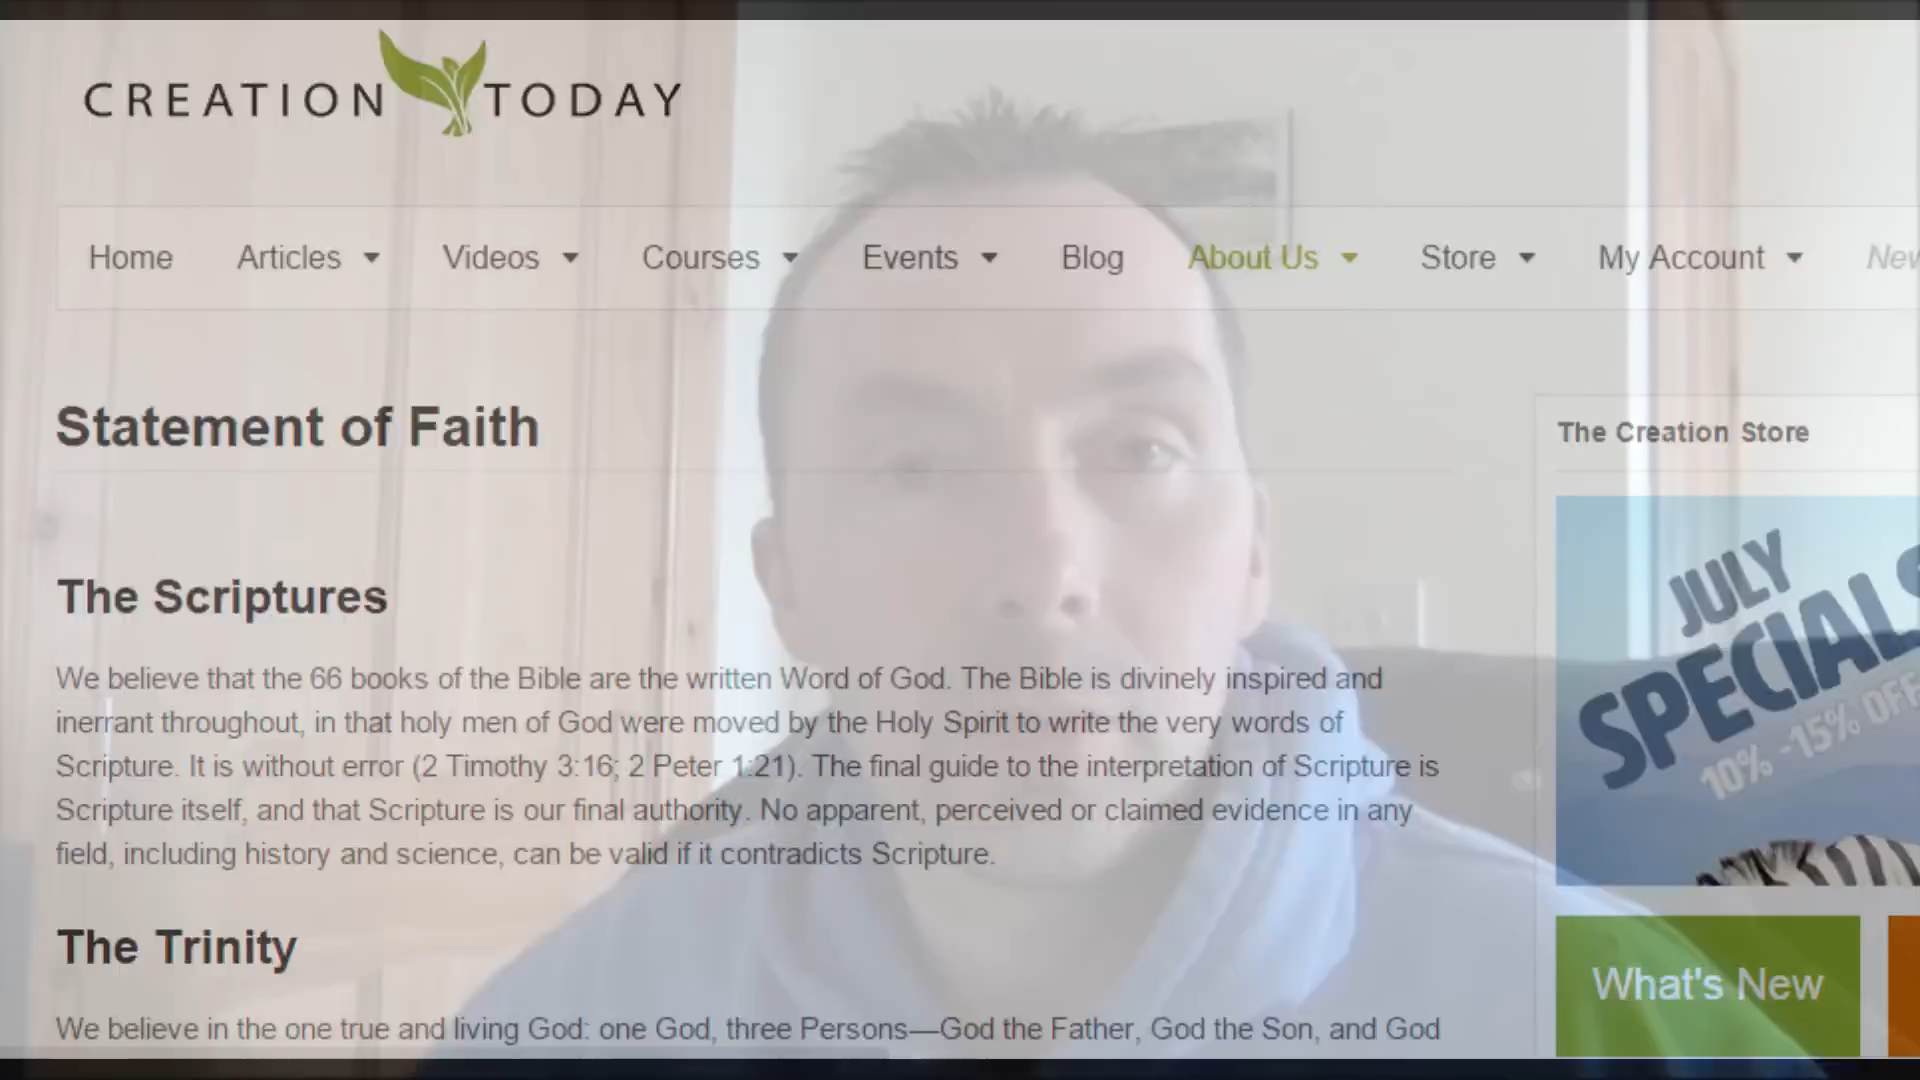 CREATION TODAY
Home Articles Videos Courses Events Blog About Us Store My Account New
Statement of Faith
The Creation Store
JULY
SPECIALS
10% -15% OFF
The Scriptures
We believe that the 66 books of the Bible are the written Word of God. The Bible is divinely inspired and
inerrant throughout, in that holy men of God were moved by the Holy Spirit to write the very words of
Scripture. It is without error (2 Timothy 3:16; 2 Peter 1:21). The final guide to the interpretation of Scripture is
Scripture itself, and that Scripture is our final authority. No apparent, perceived or claimed evidence in any
field, including history and science, can be valid if it contradicts Scripture.
The Trinity
We believe in the one true and living God: one God, three Persons—God the Father, God the Son, and God
What's New